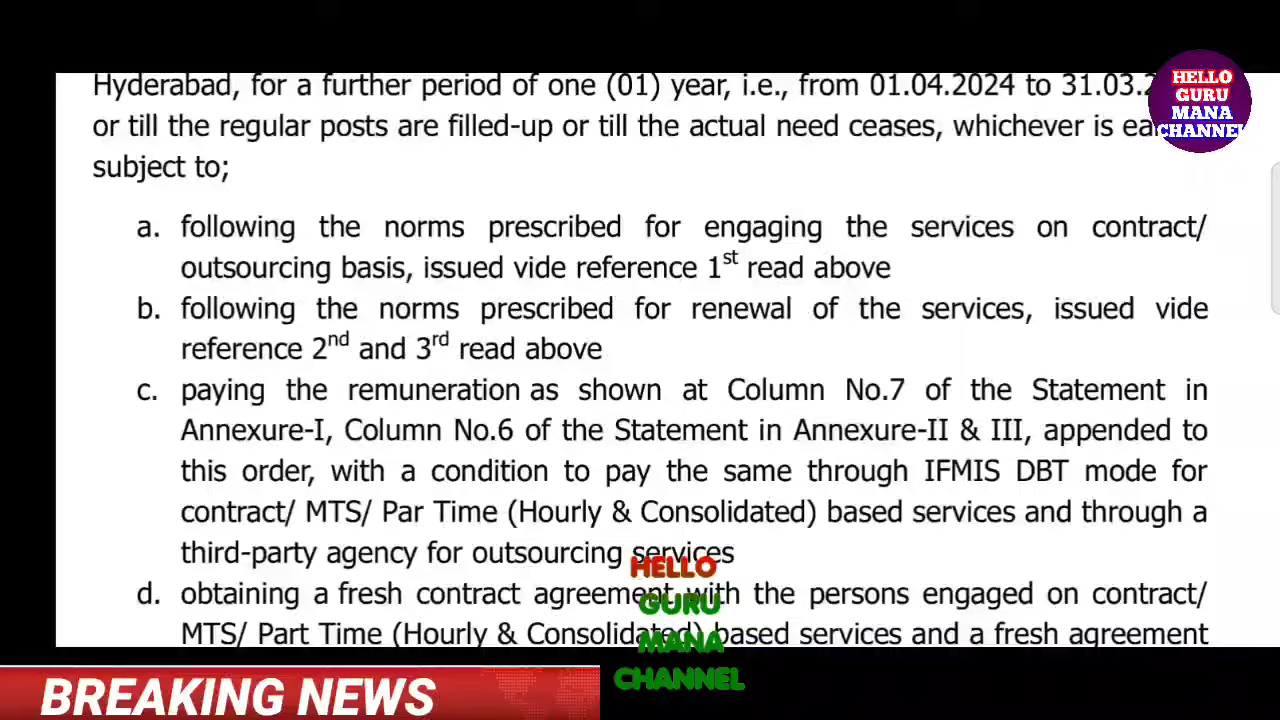 Hyderabad, for a further period of one (01) year, i.e., from 01.04.2024 to 31.03.2
or till the regular posts are filled-up or till the actual need ceases, whichever is ea
subject to;
a. following the norms prescribed for engaging the services on contract/
outsourcing basis, issued vide reference 1st read above
b. following the norms prescribed for renewal of the services, issued vide
reference 2nd and 3rd read above
c. paying the remuneration as shown at Column No.7 of the Statement in
Annexure-I, Column No.6 of the Statement in Annexure-II & III, appended to
this order, with a condition to pay the same through IFMIS DBT mode for
contract/ MTS/ Par Time (Hourly & Consolidated) based services and through a
third-party agency for outsourcing services
d. obtaining a fresh contract agreement with the persons engaged on contract/
MTS/ Part Time (Hourly & Consolidated) based services and a fresh agreement
HELLO
GURU
MANA
CHANNEL
HELLO
GURU
MANA
CHANNEL
BREAKING NEWS